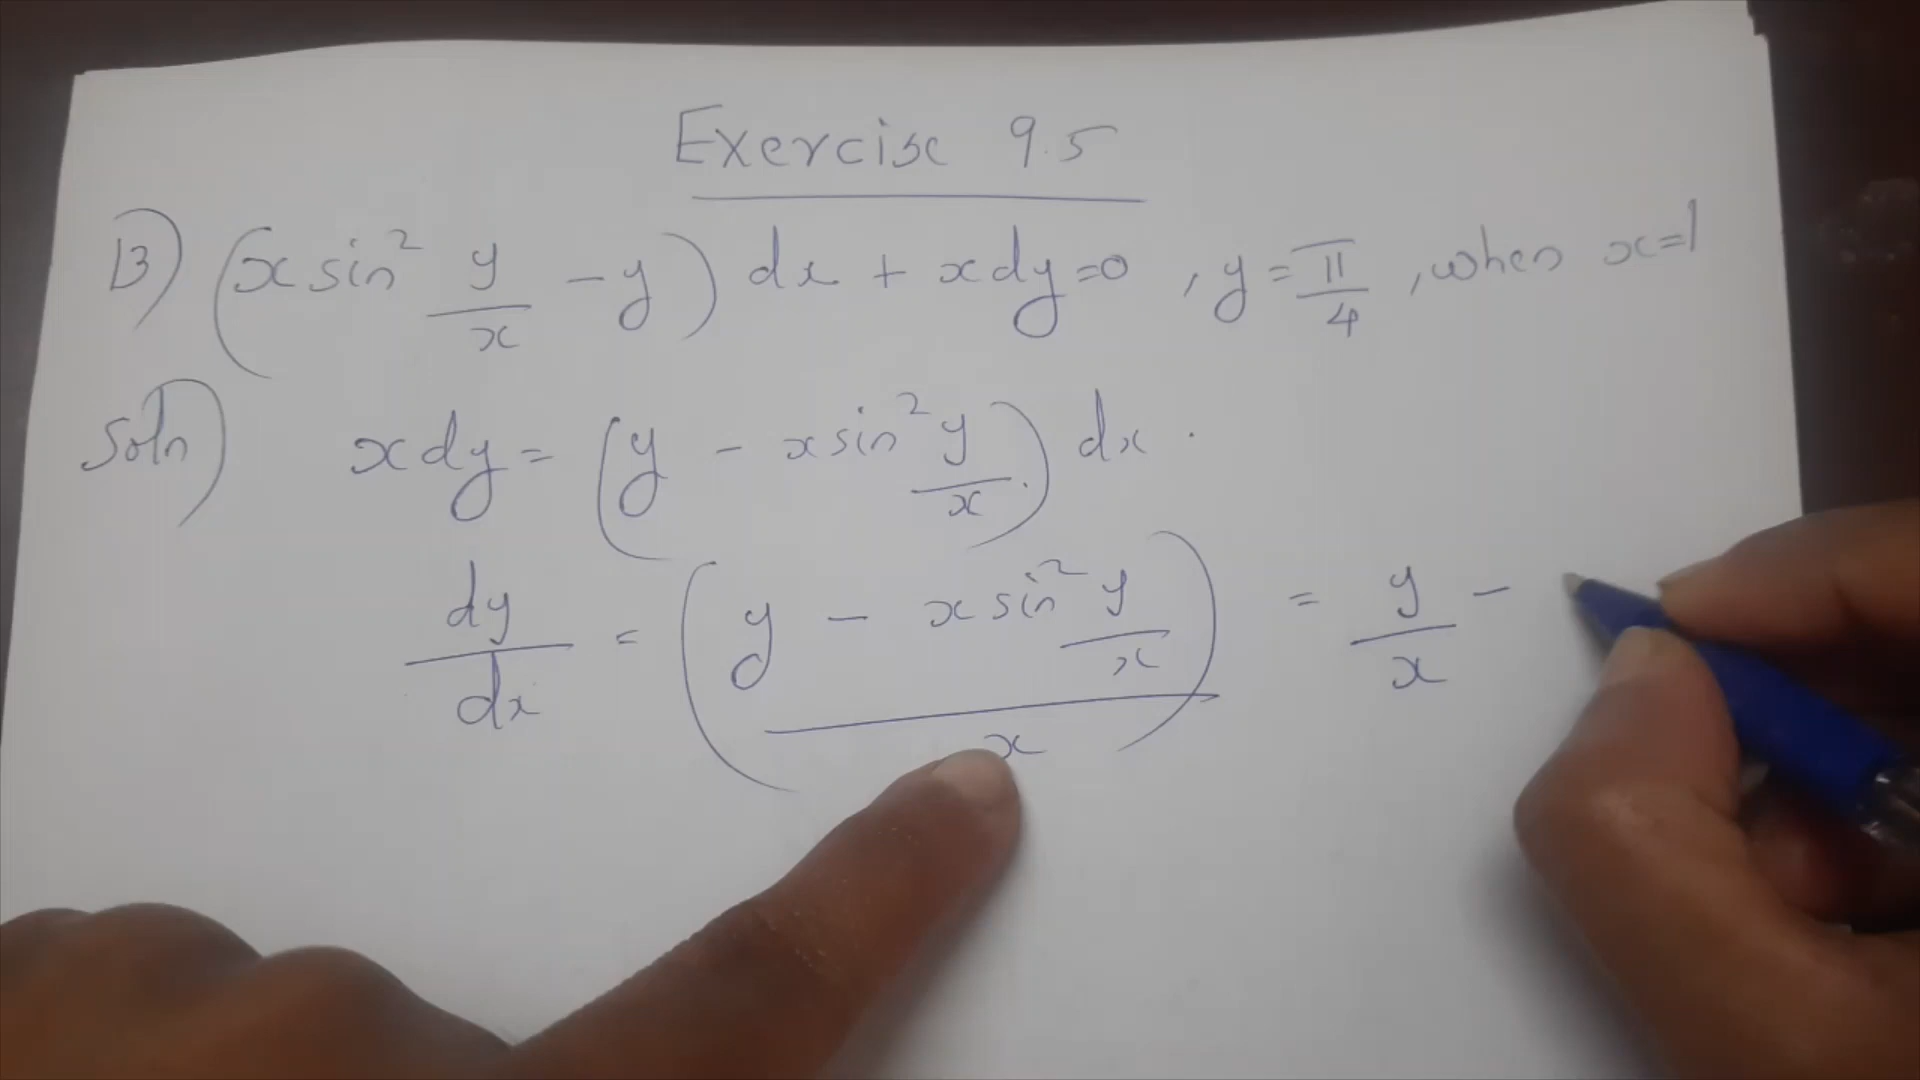 Exercise 9.5
13) (x sin² y/x - y) dx + x dy = 0 , y = π/4 , when x = 1
Soln) x dy = (y - x sin² y/x) dx .
dy/dx = (y - x sin² y/x / x) = y/x -